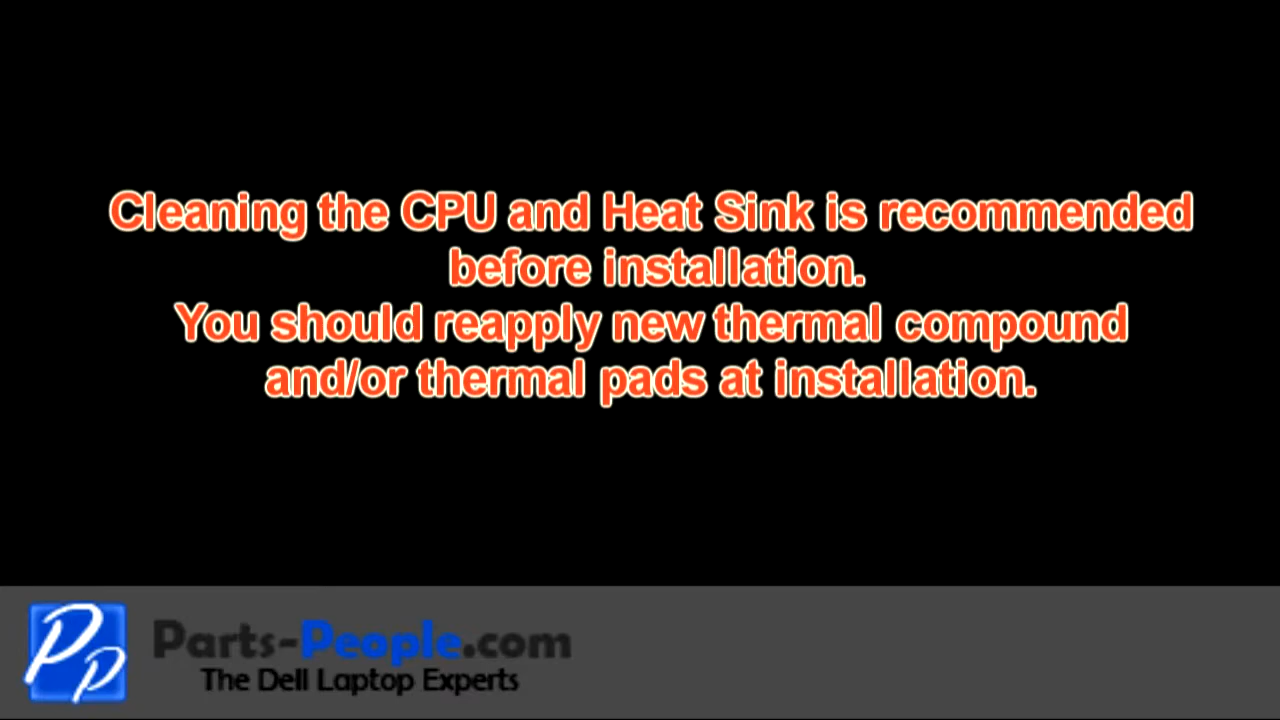 Cleaning the CPU and Heat Sink is recommended
before installation.
You should reapply new thermal compound
and/or thermal pads at installation.
PP
Parts-People.com
The Dell Laptop Experts